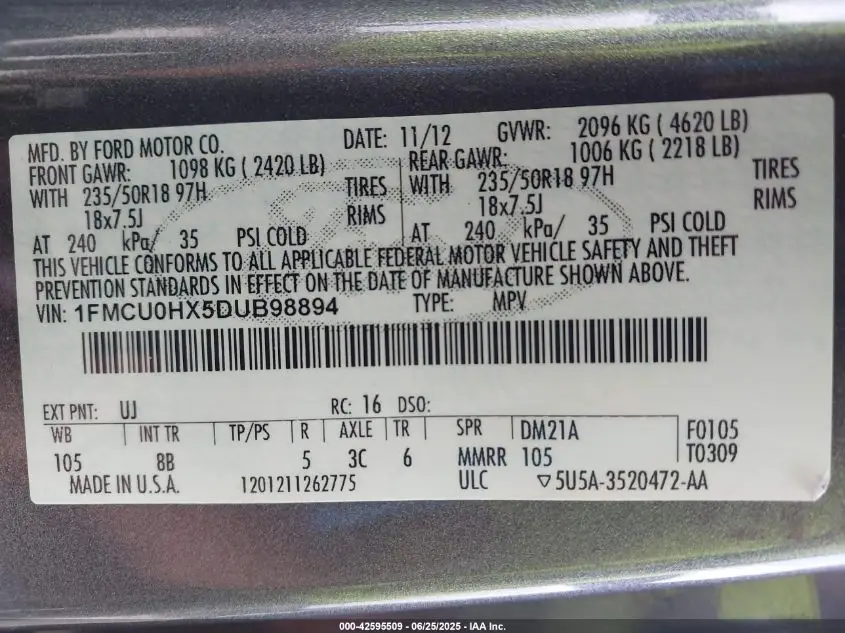 MFD. BY FORD MOTOR CO. DATE: 11/12 GVWR: 2096 KG ( 4620 LB)
FRONT GAWR: 1098 KG ( 2420 LB) REAR GAWR: 1006 KG ( 2218 LB)
WITH 235/50R18 97H TIRES WITH 235/50R18 97H TIRES
18x7.5J RIMS 18x7.5J RIMS
AT 240 kPa/ 35 PSI COLD AT 240 kPa/ 35 PSI COLD
THIS VEHICLE CONFORMS TO ALL APPLICABLE FEDERAL MOTOR VEHICLE SAFETY AND THEFT
PREVENTION STANDARDS IN EFFECT ON THE DATE OF MANUFACTURE SHOWN ABOVE.
VIN: 1FMCU0HX5DUB98894 TYPE: MPV
EXT PNT: UJ RC: 16 DSO:
WB INT TR TP/PS R AXLE TR SPR DM21A F0105
105 8B 5 3C 6 MMRR 105 T0309
MADE IN U.S.A. 1201211262775 ULC ▽5U5A-3520472-AA
000-42595509 - 06/25/2025 - IAA Inc.